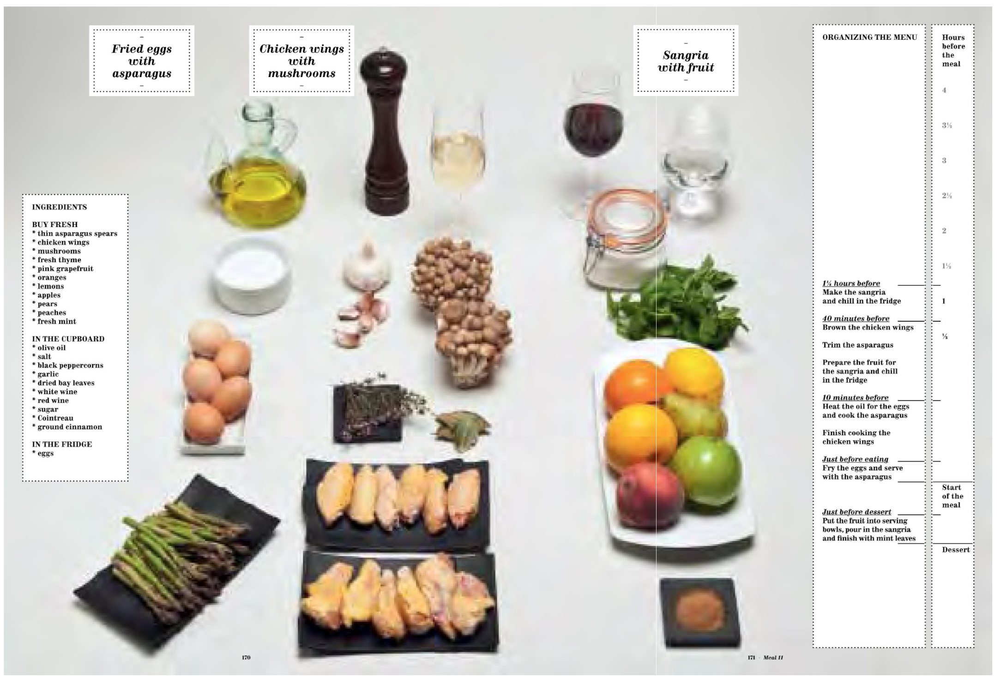 –
Fried eggs
with
asparagus
–
–
Chicken wings
with
mushrooms
–
–
Sangria
with fruit
–
INGREDIENTS
BUY FRESH
* thin asparagus spears
* chicken wings
* mushrooms
* fresh thyme
* pink grapefruit
* oranges
* lemons
* apples
* pears
* peaches
* fresh mint
IN THE CUPBOARD
* olive oil
* salt
* black peppercorns
* garlic
* dried bay leaves
* white wine
* red wine
* sugar
* Cointreau
* ground cinnamon
IN THE FRIDGE
* eggs
170
ORGANIZING THE MENU
1¼ hours before
Make the sangria
and chill in the fridge
40 minutes before
Brown the chicken wings
Trim the asparagus
Prepare the fruit for
the sangria and chill
in the fridge
10 minutes before
Heat the oil for the eggs
and cook the asparagus
Finish cooking the
chicken wings
Just before eating
Fry the eggs and serve
with the asparagus
Just before dessert
Put the fruit into serving
bowls, pour in the sangria
and finish with mint leaves
Hours
before
the
meal
4
3½
3
2½
2
1½
1
½
Start
of the
meal
Dessert
171 - Meal 11